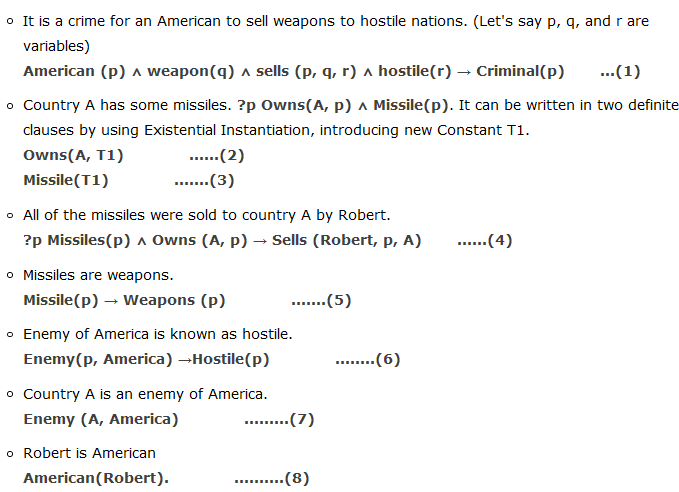 It is a crime for an American to sell weapons to hostile nations. (Let's say p, q, and r are
variables)
American (p) ∧ weapon(q) ∧ sells (p, q, r) ∧ hostile(r) → Criminal(p) ...(1)
Country A has some missiles. ?p Owns(A, p) ∧ Missile(p). It can be written in two definite
clauses by using Existential Instantiation, introducing new Constant T1.
Owns(A, T1) ......(2)
Missile(T1) .......(3)
All of the missiles were sold to country A by Robert.
?p Missiles(p) ∧ Owns (A, p) → Sells (Robert, p, A) ......(4)
Missiles are weapons.
Missile(p) → Weapons (p) .......(5)
Enemy of America is known as hostile.
Enemy(p, America) →Hostile(p) ........(6)
Country A is an enemy of America.
Enemy (A, America) .........(7)
Robert is American
American(Robert). ..........(8)